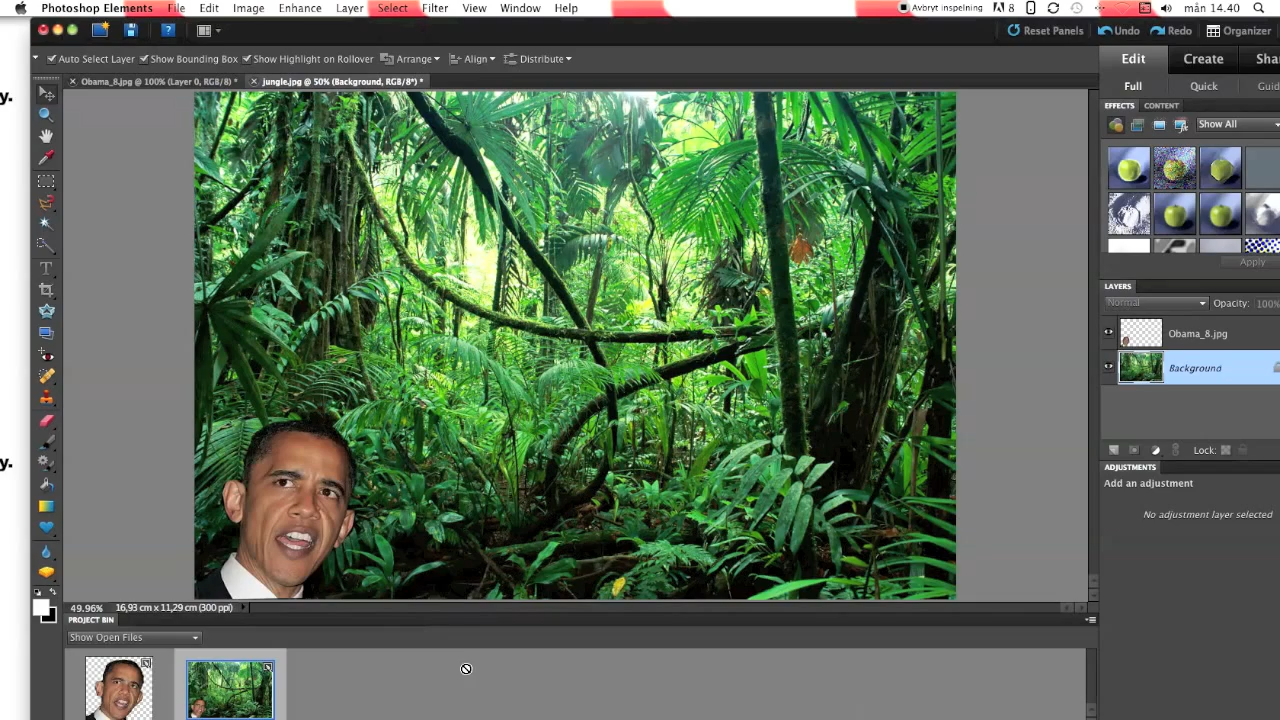 Photoshop Elements File Edit Image Enhance Layer Select Filter View Window Help
Avbryt inspelning 8 mån 14.40
Reset Panels Undo Redo Organizer
Auto Select Layer Show Bounding Box Show Highlight on Rollover Arrange Align Distribute
Edit Create Sha
Obama_8.jpg @ 100% (Layer 0, RGB/8) * jungle.jpg @ 50% (Background, RGB/8*) *
y.
Full Quick Guid
EFFECTS CONTENT
Show All
Apply
LAYERS
Normal Opacity: 100%
Obama_8.jpg
Background
Lock:
y.
ADJUSTMENTS
Add an adjustment
No adjustment layer selected
49.96% 16,93 cm x 11,29 cm (300 ppi)
PROJECT BIN
Show Open Files